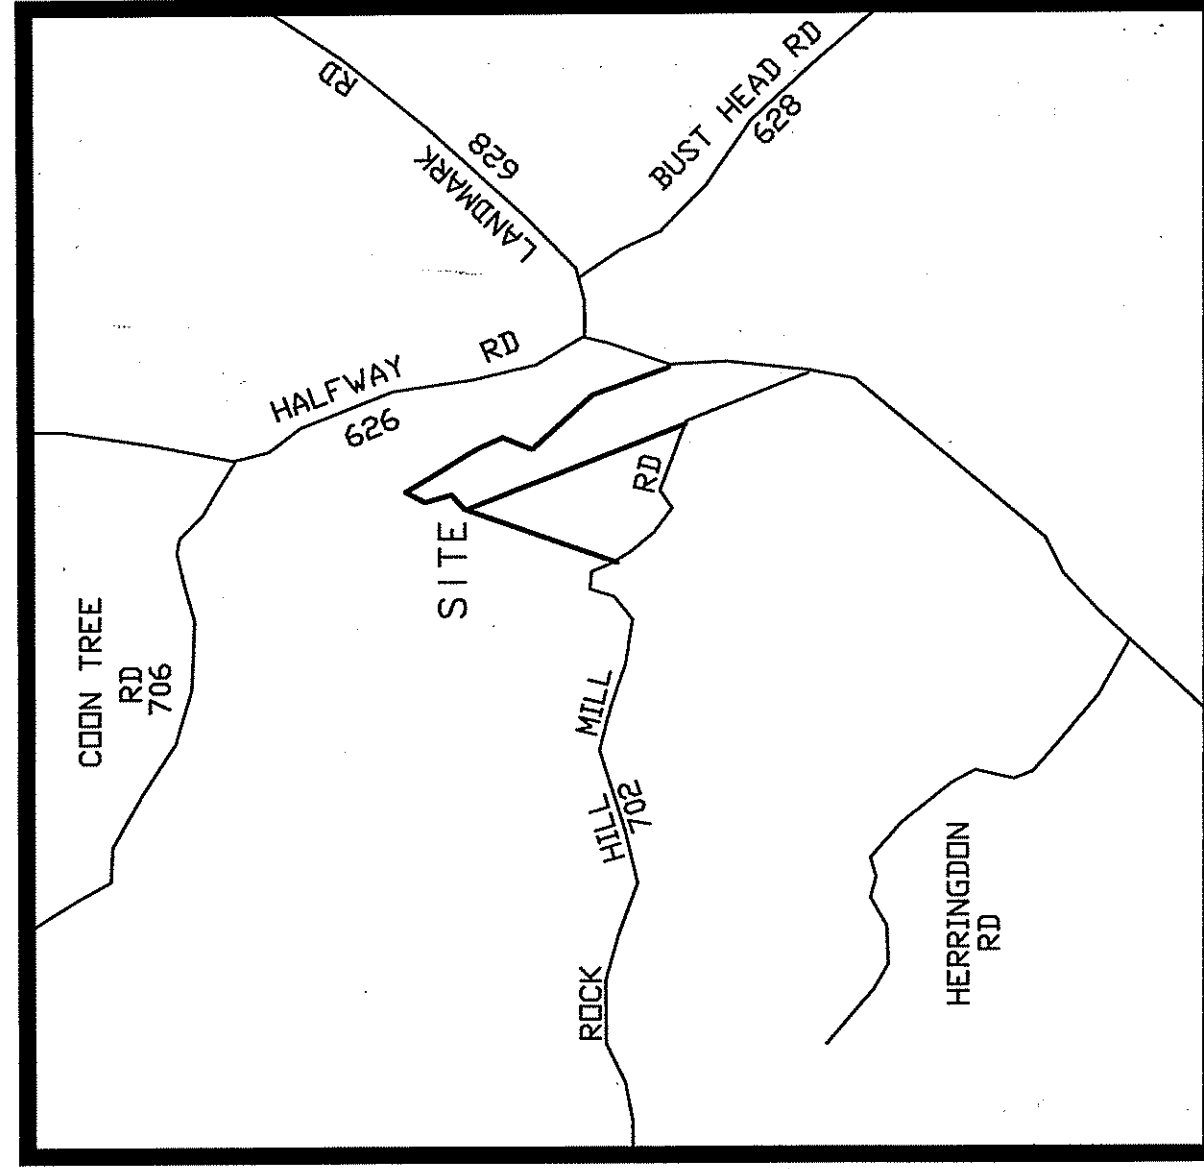 LANDMARK RD
628
BUST HEAD RD
628
HALFWAY RD
626
SITE
COON TREE
RD
706
ROCK HILL MILL RD
702
HERRINGDON
RD